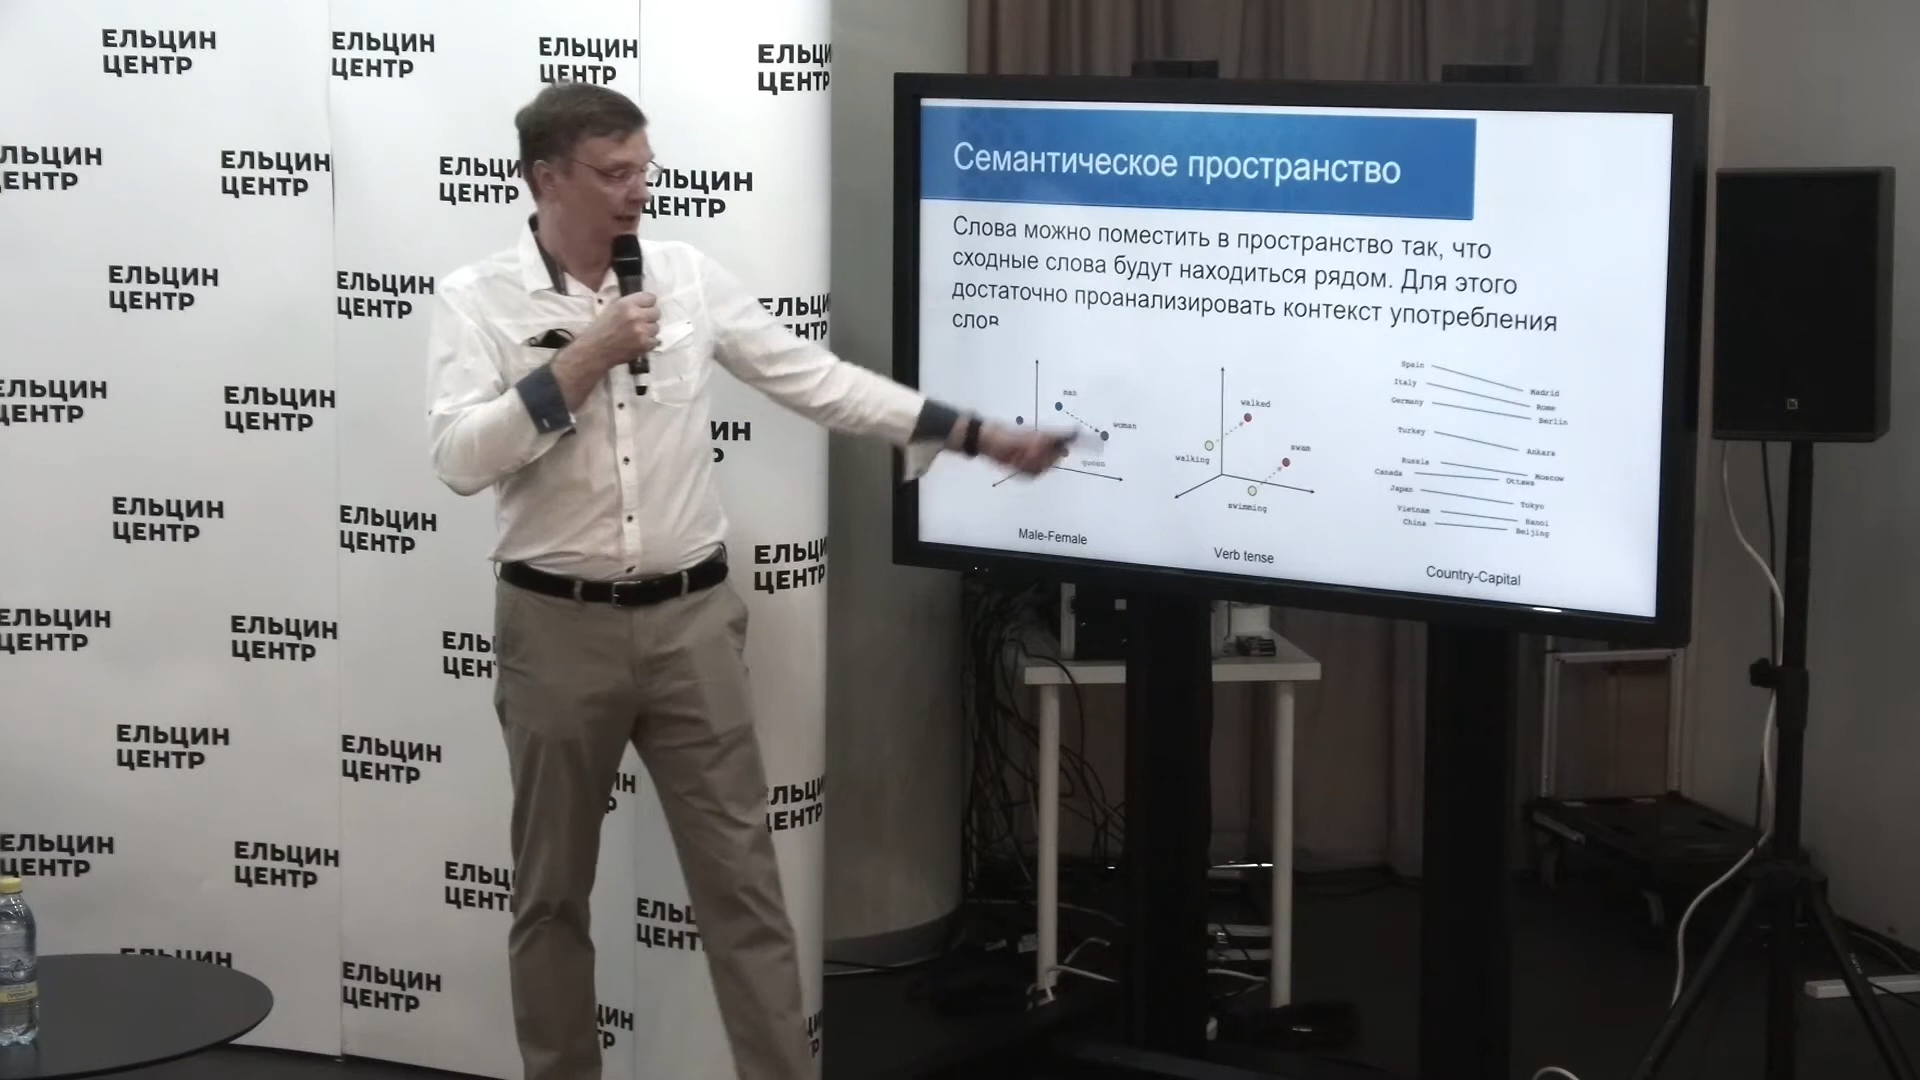 ЕЛЬЦИН
ЦЕНТР
Семантическое пространство
Слова можно поместить в пространство так, что
сходные слова будут находиться рядом. Для этого
достаточно проанализировать контекст употребления
слов
man
woman
queen
Male-Female
walked
swam
walking
swimming
Verb tense
Spain
Madrid
Italy
Rome
Germany
Berlin
Turkey
Ankara
Russia
Moscow
Canada
Ottawa
Japan
Tokyo
Vietnam
Hanoi
China
Beijing
Country-Capital